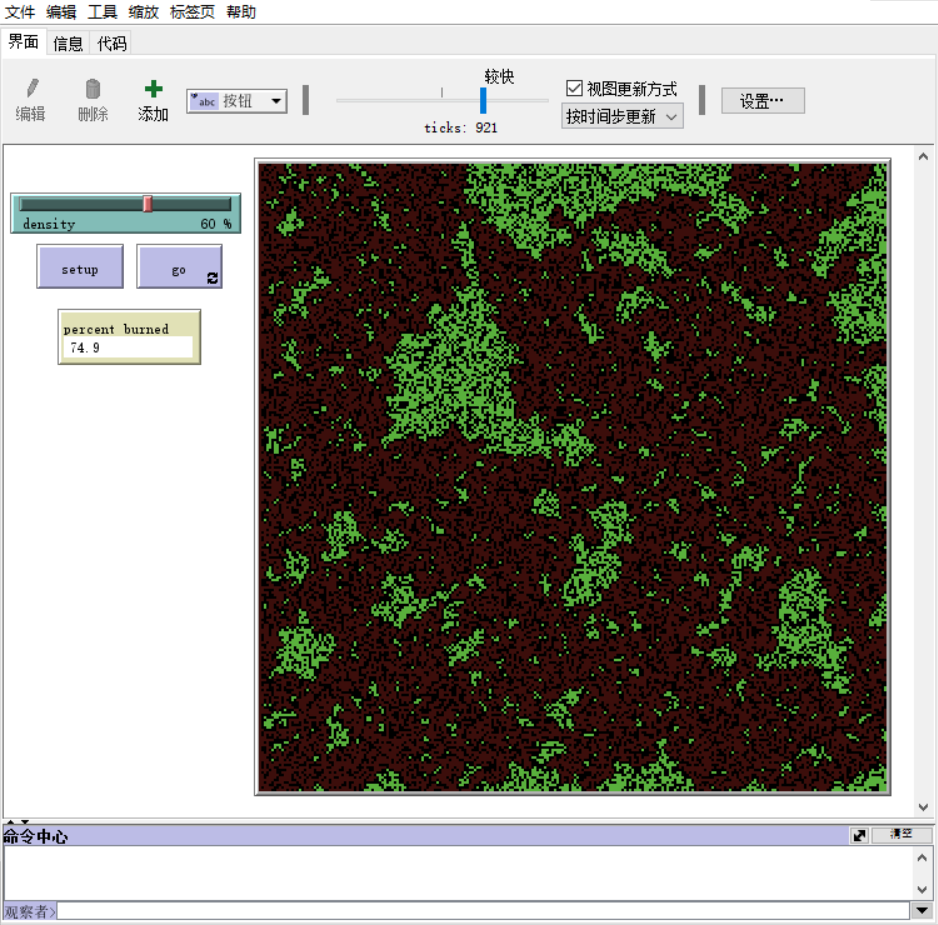 文件 编辑 工具 缩放 标签页 帮助
界面 信息 代码
编辑 删除 添加
abc 按钮
较快
ticks: 921
视图更新方式
按时间步更新
设置…
density 60 %
setup go
percent burned
74.9
命令中心 清空
观察者>